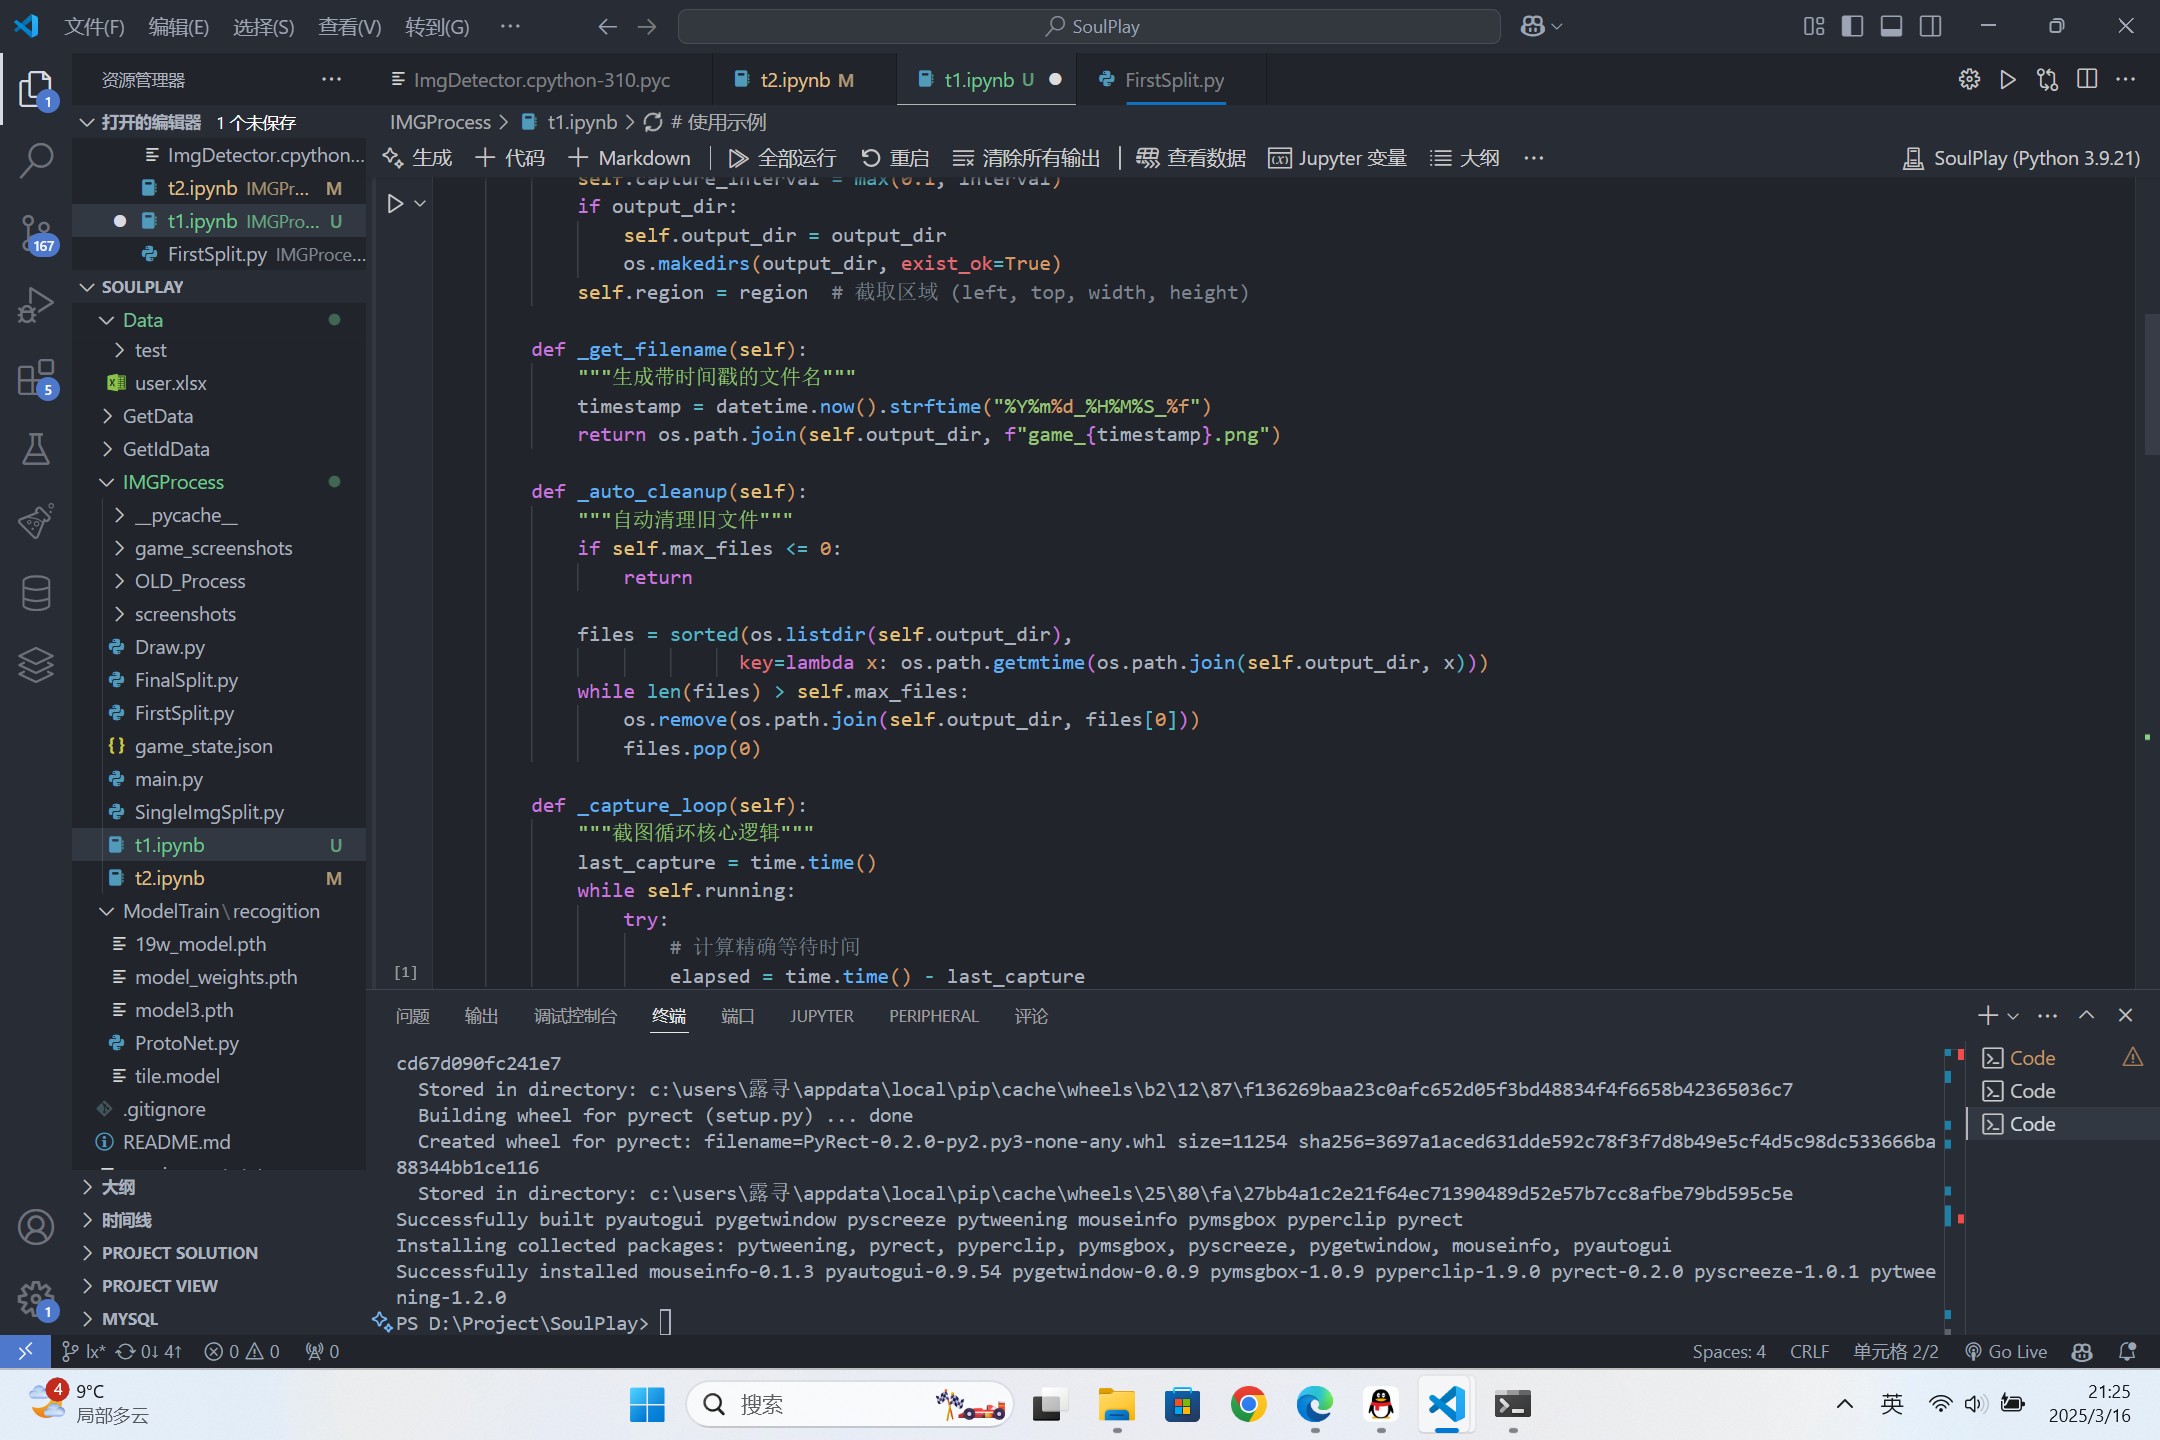 文件(F) 编辑(E) 选择(S) 查看(V) 转到(G) ··· SoulPlay
资源管理器 ···
ImgDetector.cpython-310.pyc t2.ipynb M t1.ipynb U FirstSplit.py
打开的编辑器 1 个未保存
ImgDetector.cpython...
t2.ipynb IMGPr... M
t1.ipynb IMGPro... U
FirstSplit.py IMGProce...
SOULPLAY
Data
test
user.xlsx
GetData
GetIdData
IMGProcess
__pycache__
game_screenshots
OLD_Process
screenshots
Draw.py
FinalSplit.py
FirstSplit.py
game_state.json
main.py
SingleImgSplit.py
t1.ipynb U
t2.ipynb M
ModelTrain\recogition
19w_model.pth
model_weights.pth
model3.pth
ProtoNet.py
tile.model
.gitignore
README.md
大纲
时间线
PROJECT SOLUTION
PROJECT VIEW
MYSQL
1
167
5
1
IMGProcess > t1.ipynb > # 使用示例
生成 + 代码 + Markdown 全部运行 重启 清除所有输出 查看数据 Jupyter 变量 大纲 ··· SoulPlay (Python 3.9.21)
self.capture_interval = max(0.1, interval)
if output_dir:
self.output_dir = output_dir
os.makedirs(output_dir, exist_ok=True)
self.region = region # 截取区域 (left, top, width, height)
def _get_filename(self):
"""生成带时间戳的文件名"""
timestamp = datetime.now().strftime("%Y%m%d_%H%M%S_%f")
return os.path.join(self.output_dir, f"game_{timestamp}.png")
def _auto_cleanup(self):
"""自动清理旧文件"""
if self.max_files <= 0:
return
files = sorted(os.listdir(self.output_dir),
key=lambda x: os.path.getmtime(os.path.join(self.output_dir, x)))
while len(files) > self.max_files:
os.remove(os.path.join(self.output_dir, files[0]))
files.pop(0)
def _capture_loop(self):
"""截图循环核心逻辑"""
last_capture = time.time()
while self.running:
try:
# 计算精确等待时间
[1]
elapsed = time.time() - last_capture
问题 输出 调试控制台 终端 端口 JUPYTER PERIPHERAL 评论
cd67d090fc241e7
Stored in directory: c:\users\露寻\appdata\local\pip\cache\wheels\b2\12\87\f136269baa23c0afc652d05f3bd48834f4f6658b42365036c7
Building wheel for pyrect (setup.py) ... done
Created wheel for pyrect: filename=PyRect-0.2.0-py2.py3-none-any.whl size=11254 sha256=3697a1aced631dde592c78f3f7d8b49e5cf4d5c98dc533666ba
88344bb1ce116
Stored in directory: c:\users\露寻\appdata\local\pip\cache\wheels\25\80\fa\27bb4a1c2e21f64ec71390489d52e57b7cc8afbe79bd595c5e
Successfully built pyautogui pygetwindow pyscreeze pytweening mouseinfo pymsgbox pyperclip pyrect
Installing collected packages: pytweening, pyrect, pyperclip, pymsgbox, pyscreeze, pygetwindow, mouseinfo, pyautogui
Successfully installed mouseinfo-0.1.3 pyautogui-0.9.54 pygetwindow-0.0.9 pymsgbox-1.0.9 pyperclip-1.9.0 pyrect-0.2.0 pyscreeze-1.0.1 pytwee
ning-1.2.0
PS D:\Project\SoulPlay>
Code
Code
Code
lx* 0↓ 4↑ 0 0 0 Spaces: 4 CRLF 单元格 2/2 Go Live
4
9°C
局部多云
搜索
英
21:25
2025/3/16